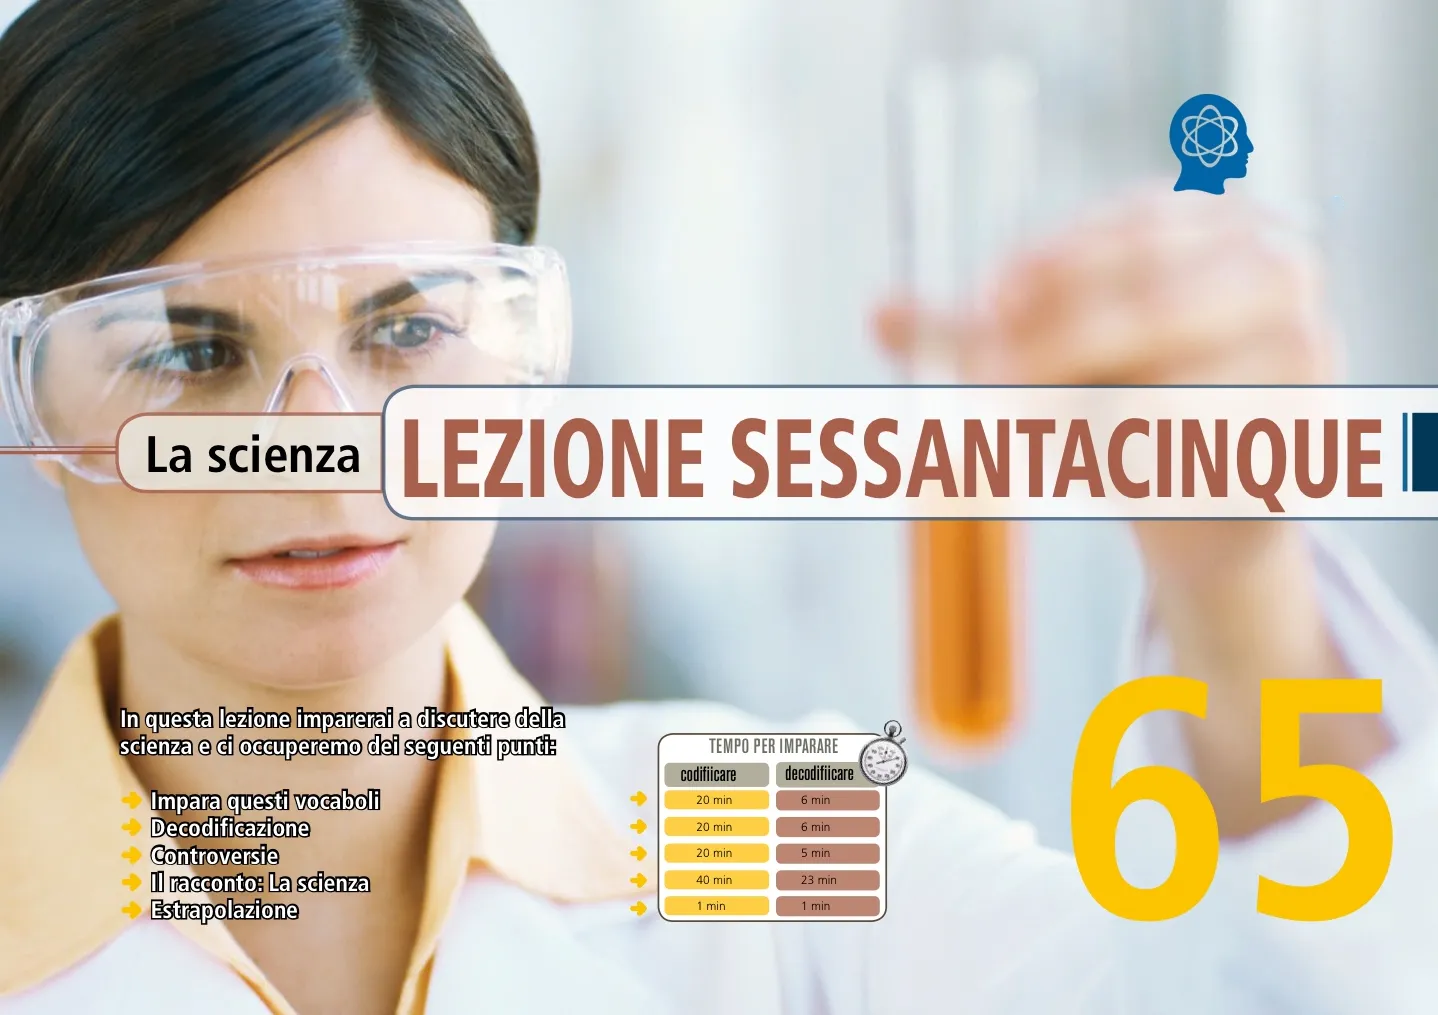 La scienza
LEZIONE SESSANTACINQUE
In questa lezione imparerai a discutere della
scienza e ci occuperemo dei seguenti punti:
Impara questi vocaboli
Decodificazione
Controversie
Il racconto: La scienza
Estrapolazione
TEMPO PER IMPARARE
codifiicare decodifiicare
20 min 6 min
20 min 6 min
20 min 5 min
40 min 23 min
1 min 1 min
65